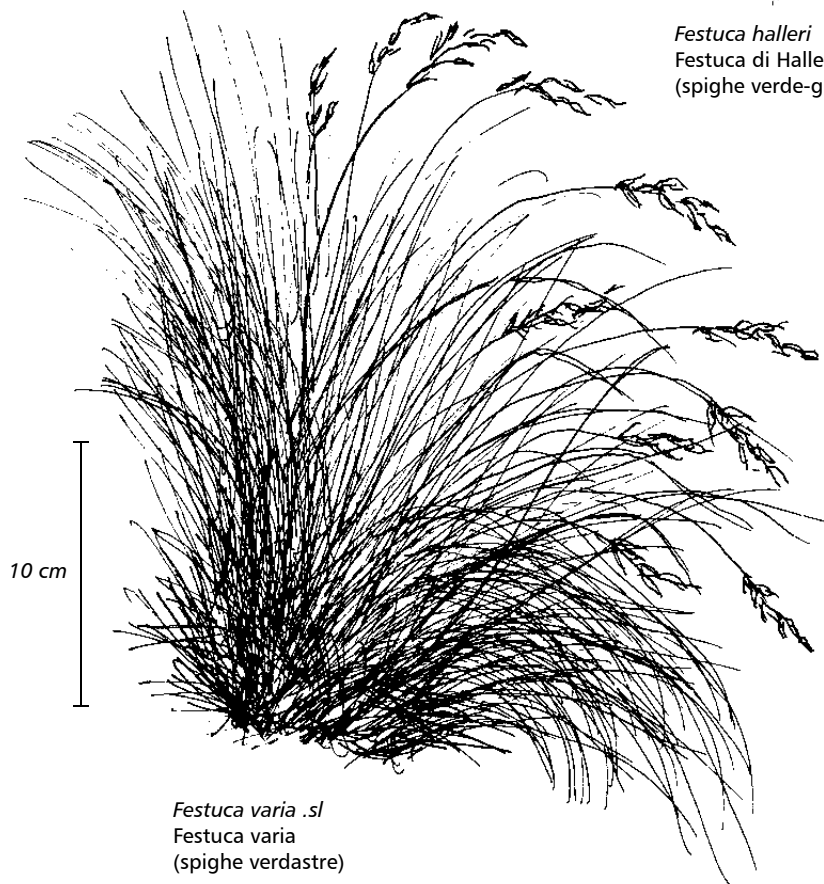 Festuca halleri
Festuca di Halle
(spighe verde-g
10 cm
Festuca varia .sl
Festuca varia
(spighe verdastre)